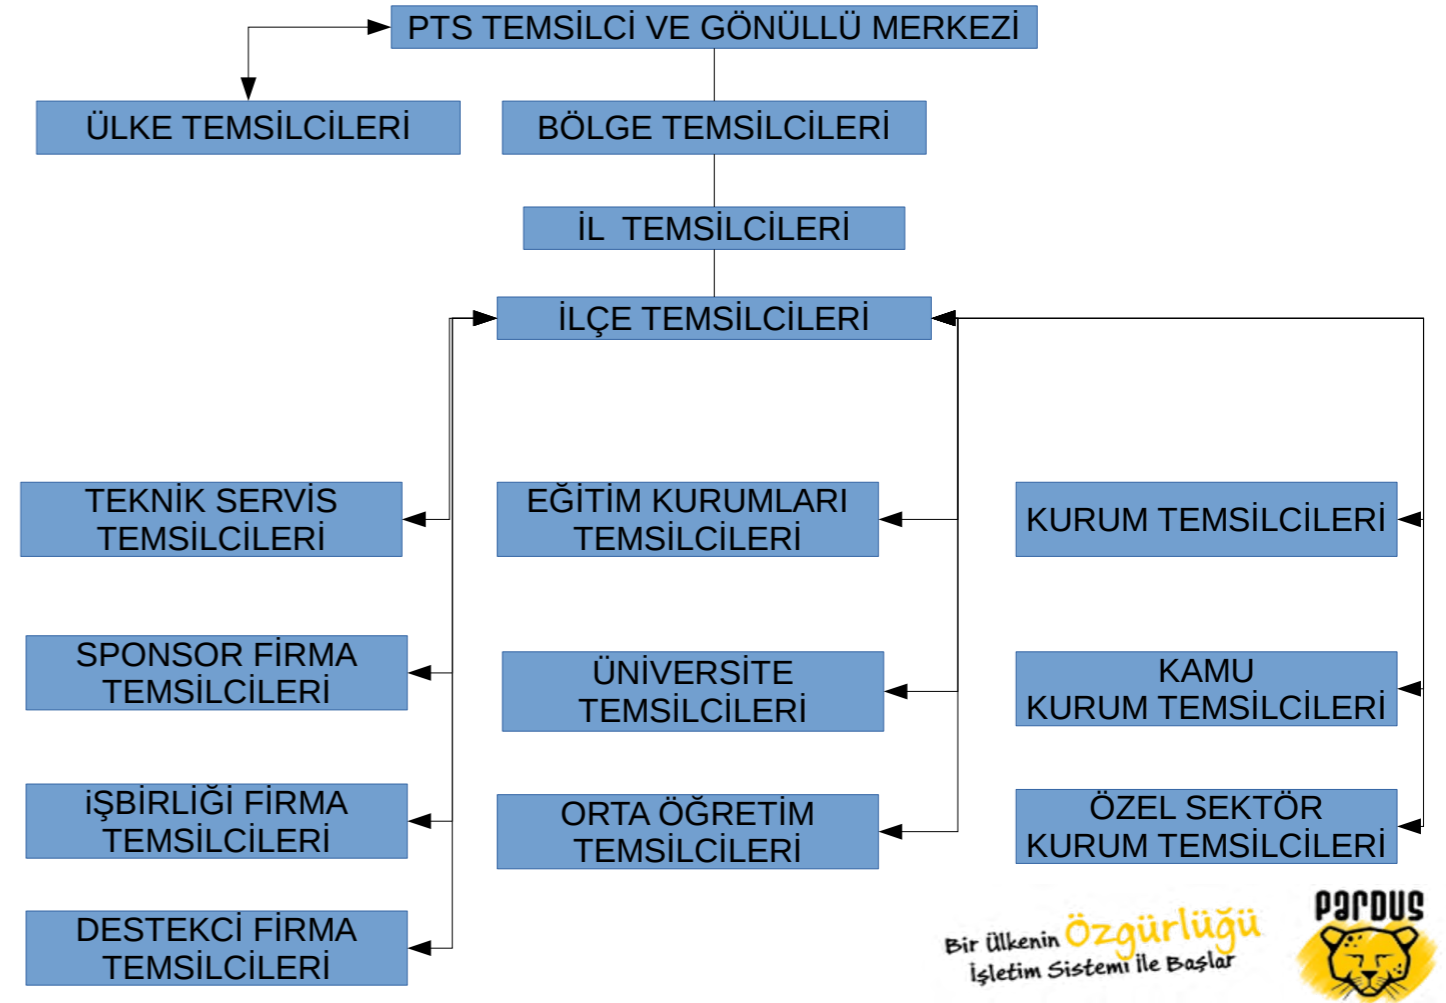 PTS TEMSİLCİ VE GÖNÜLLÜ MERKEZİ
ÜLKE TEMSİLCİLERİ
BÖLGE TEMSİLCİLERİ
İL TEMSİLCİLERİ
İLÇE TEMSİLCİLERİ
TEKNİK SERVİS
TEMSİLCİLERİ
EĞİTİM KURUMLARI
TEMSİLCİLERİ
KURUM TEMSİLCİLERİ
SPONSOR FİRMA
TEMSİLCİLERİ
ÜNİVERSİTE
TEMSİLCİLERİ
KAMU
KURUM TEMSİLCİLERİ
iŞBİRLİĞİ FİRMA
TEMSİLCİLERİ
ORTA ÖĞRETİM
TEMSİLCİLERİ
ÖZEL SEKTÖR
KURUM TEMSİLCİLERİ
DESTEKCİ FİRMA
TEMSİLCİLERİ
Bir Ülkenin Özgürlüğü
İşletim Sistemi İle Başlar
Pardus